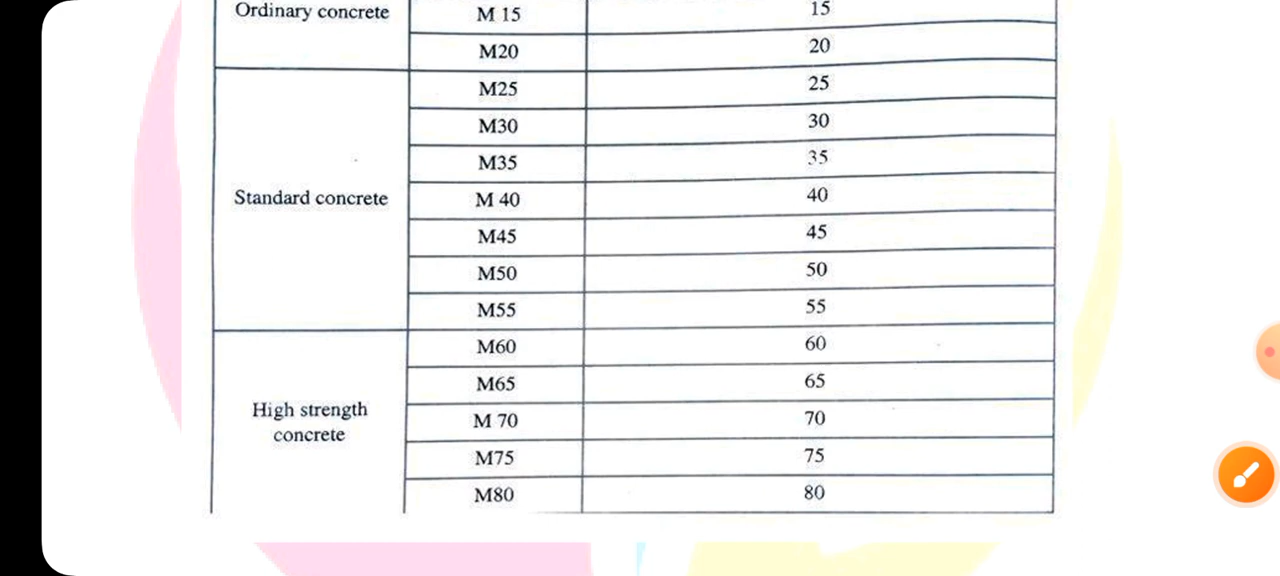 Ordinary concrete M 15 15
M20 20
M25 25
M30 30
M35 35
Standard concrete M 40 40
M45 45
M50 50
M55 55
M60 60
M65 65
High strength
concrete
M 70 70
M75 75
M80 80